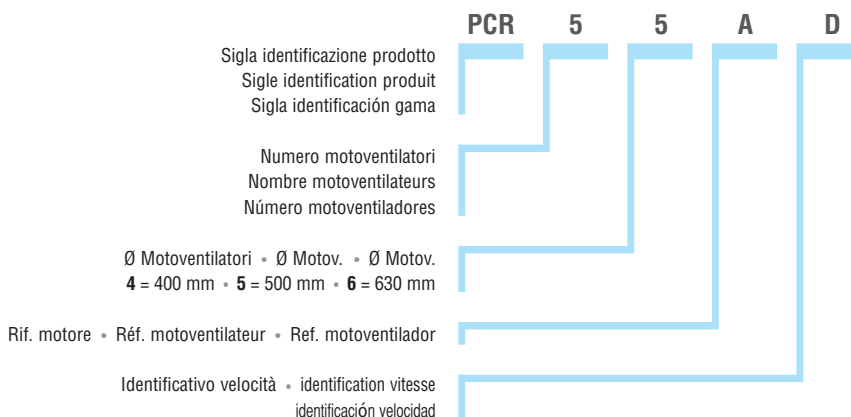 PCR 5 5 A D
Sigla identificazione prodotto
Sigle identification produit
Sigla identificación gama
Numero motoventilatori
Nombre motoventilateurs
Número motoventiladores
Ø Motoventilatori • Ø Motov. • Ø Motov.
4 = 400 mm • 5 = 500 mm • 6 = 630 mm
Rif. motore • Réf. motoventilateur • Ref. motoventilador
Identificativo velocità • identification vitesse
identificación velocidad